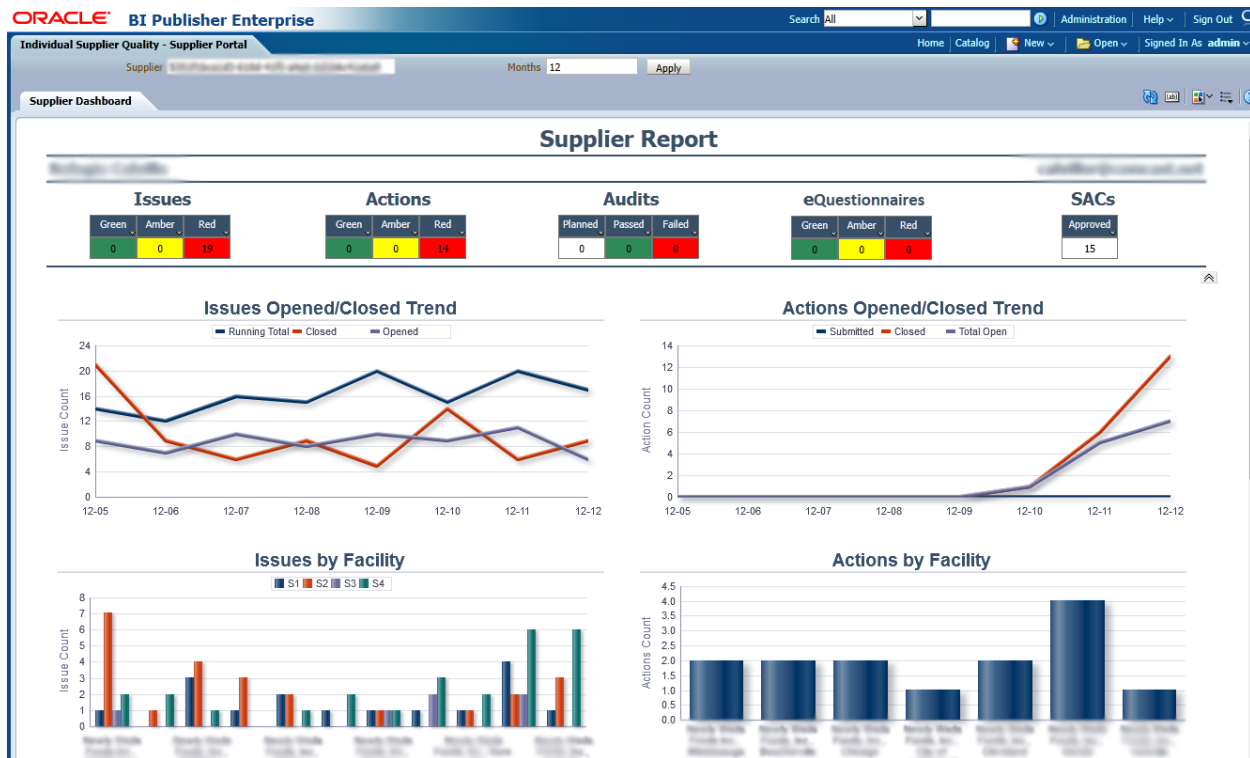 ORACLE BI Publisher Enterprise
Search All Administration Help Sign Out
Individual Supplier Quality - Supplier Portal
Home Catalog New Open Signed In As admin
Supplier Months 12 Apply
Supplier Dashboard
Supplier Report
Issues Actions Audits eQuestionnaires SACs
Green Amber Red Green Amber Red Planned Passed Failed Green Amber Red Approved
0 0 19 0 0 14 0 0 0 0 0 0 15
Issues Opened/Closed Trend
Running Total Closed Opened
24
20
16
12
8
4
0
Issue Count
12-05 12-06 12-07 12-08 12-09 12-10 12-11 12-12
Actions Opened/Closed Trend
Submitted Closed Total Open
14
12
10
8
6
4
2
0
Action Count
12-05 12-06 12-07 12-08 12-09 12-10 12-11 12-12
Issues by Facility
S1 S2 S3 S4
8
7
6
5
4
3
2
1
0
Issue Count
Actions by Facility
4.5
4.0
3.5
3.0
2.5
2.0
1.5
1.0
0.5
0.0
Actions Count